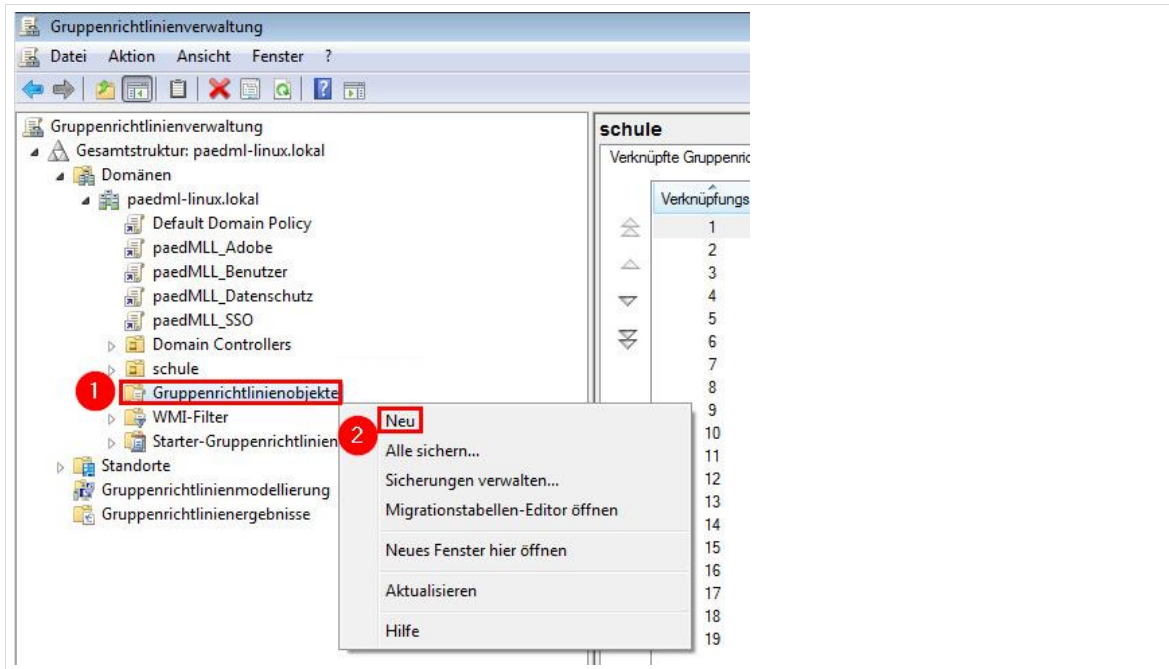 Gruppenrichtlinienverwaltung
Datei Aktion Ansicht Fenster ?
Gruppenrichtlinienverwaltung
Gesamtstruktur: paedml-linux.lokal
Domänen
paedml-linux.lokal
Default Domain Policy
paedMLL_Adobe
paedMLL_Benutzer
paedMLL_Datenschutz
paedMLL_SSO
Domain Controllers
schule
1 Gruppenrichtlinienobjekte
WMI-Filter
Starter-Gruppenrichtlinien
Standorte
Gruppenrichtlinienmodellierung
Gruppenrichtlinienergebnisse
2 Neu
Alle sichern...
Sicherungen verwalten...
Migrationstabellen-Editor öffnen
Neues Fenster hier öffnen
Aktualisieren
Hilfe
schule
Verknüpfte Gruppenric
Verknüpfungs
1
2
3
4
5
6
7
8
9
10
11
12
13
14
15
16
17
18
19